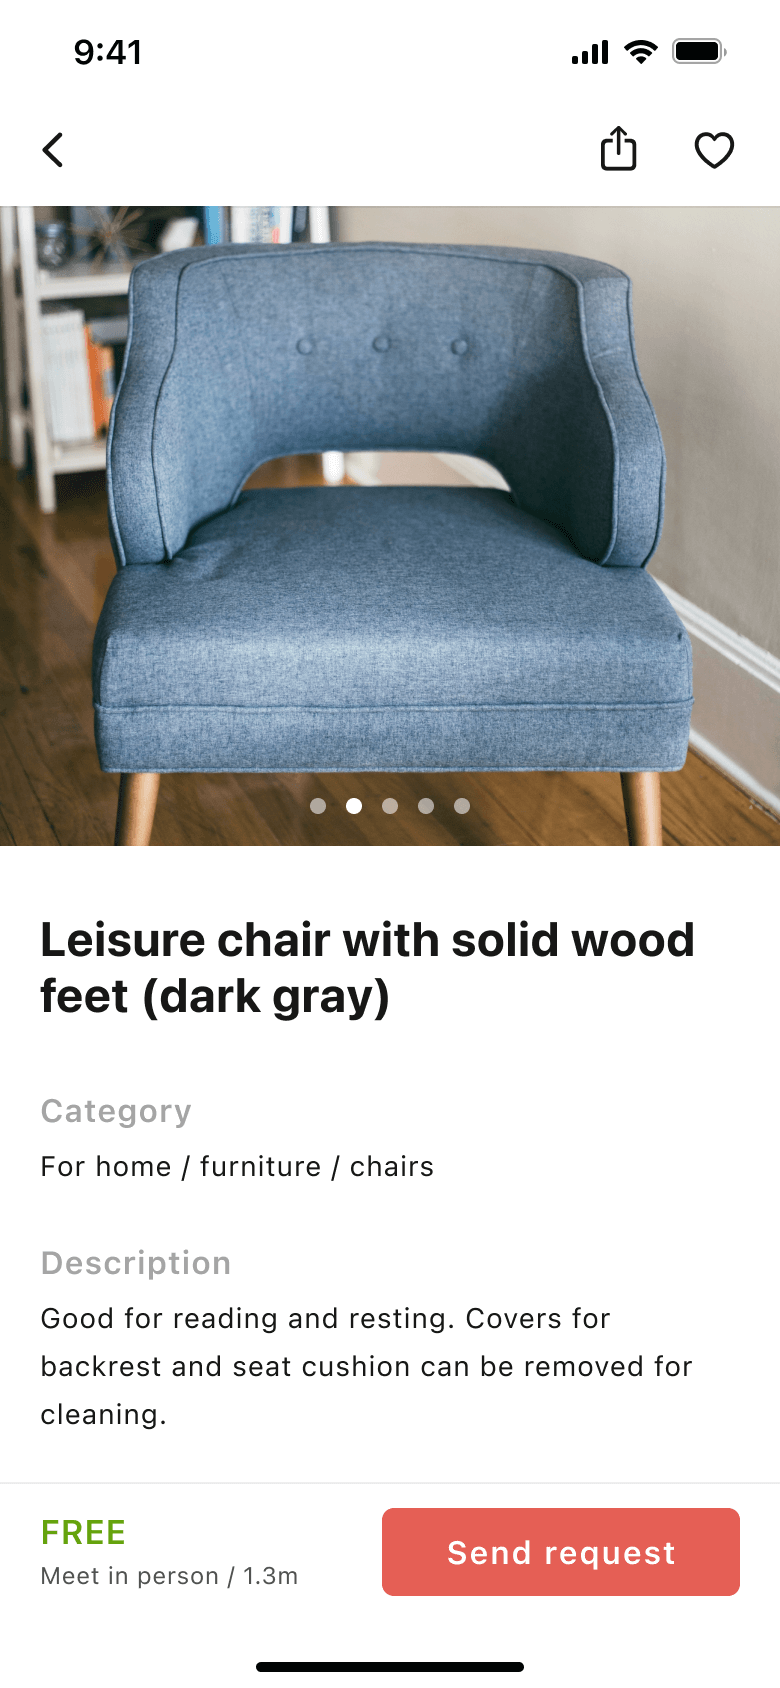 9:41
Leisure chair with solid wood
feet (dark gray)
Category
For home / furniture / chairs
Description
Good for reading and resting. Covers for
backrest and seat cushion can be removed for
cleaning.
FREE
Send request
Meet in person / 1.3m